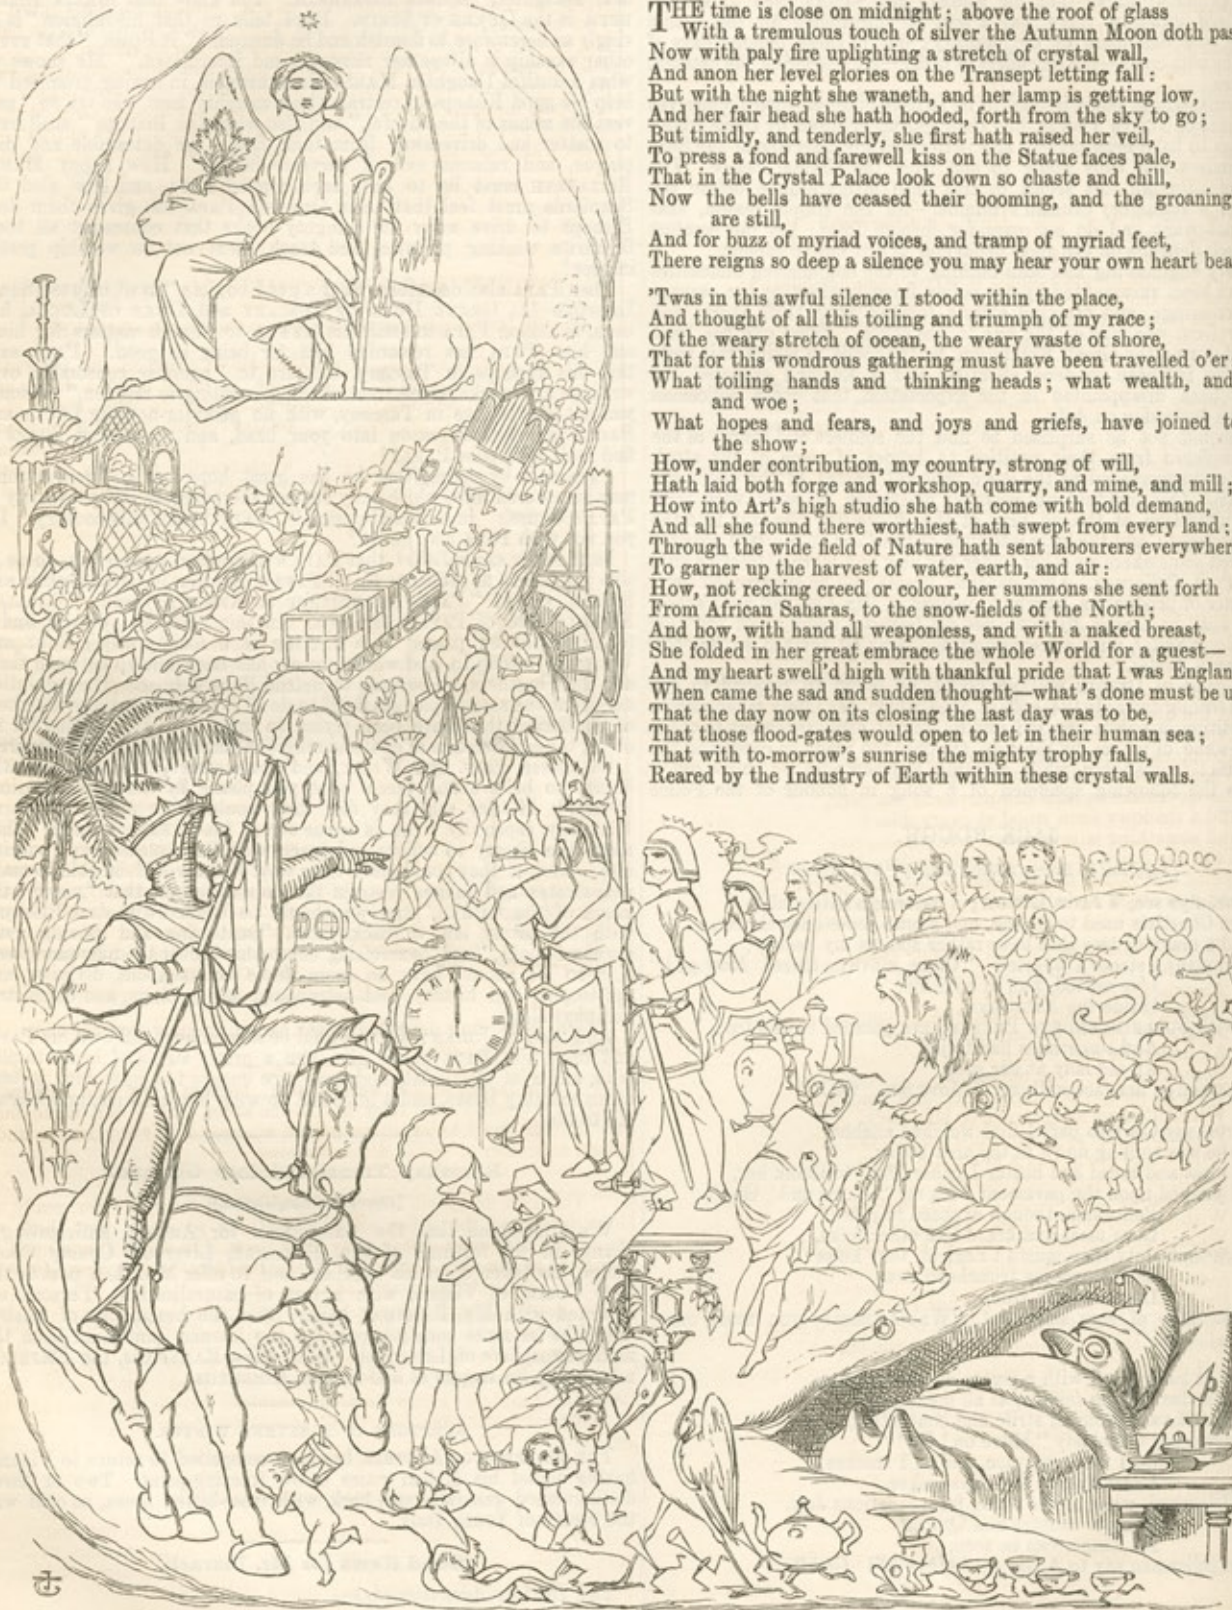 THE time is close on midnight; above the roof of glass
With a tremulous touch of silver the Autumn Moon doth pas
Now with paly fire uplighting a stretch of crystal wall,
And anon her level glories on the Transept letting fall:
But with the night she waneth, and her lamp is getting low,
And her fair head she hath hooded, forth from the sky to go;
But timidly, and tenderly, she first hath raised her veil,
To press a fond and farewell kiss on the Statue faces pale,
That in the Crystal Palace look down so chaste and chill,
Now the bells have ceased their booming, and the groaning
are still,
And for buzz of myriad voices, and tramp of myriad feet,
There reigns so deep a silence you may hear your own heart bea
'Twas in this awful silence I stood within the place,
And thought of all this toiling and triumph of my race;
Of the weary stretch of ocean, the weary waste of shore,
That for this wondrous gathering must have been travelled o'er
What toiling hands and thinking heads; what wealth, and
and woe;
What hopes and fears, and joys and griefs, have joined t
the show;
How, under contribution, my country, strong of will,
Hath laid both forge and workshop, quarry, and mine, and mill;
How into Art's high studio she hath come with bold demand,
And all she found there worthiest, hath swept from every land;
Through the wide field of Nature hath sent labourers everywher
To garner up the harvest of water, earth, and air:
How, not recking creed or colour, her summons she sent forth
From African Saharas, to the snow-fields of the North;
And how, with hand all weaponless, and with a naked breast,
She folded in her great embrace the whole World for a guest—
And my heart swell'd high with thankful pride that I was Englan
When came the sad and sudden thought—what's done must be
That the day now on its closing the last day was to be,
That those flood-gates would open to let in their human sea;
That with to-morrow's sunrise the mighty trophy falls,
Reared by the Industry of Earth within these crystal walls.